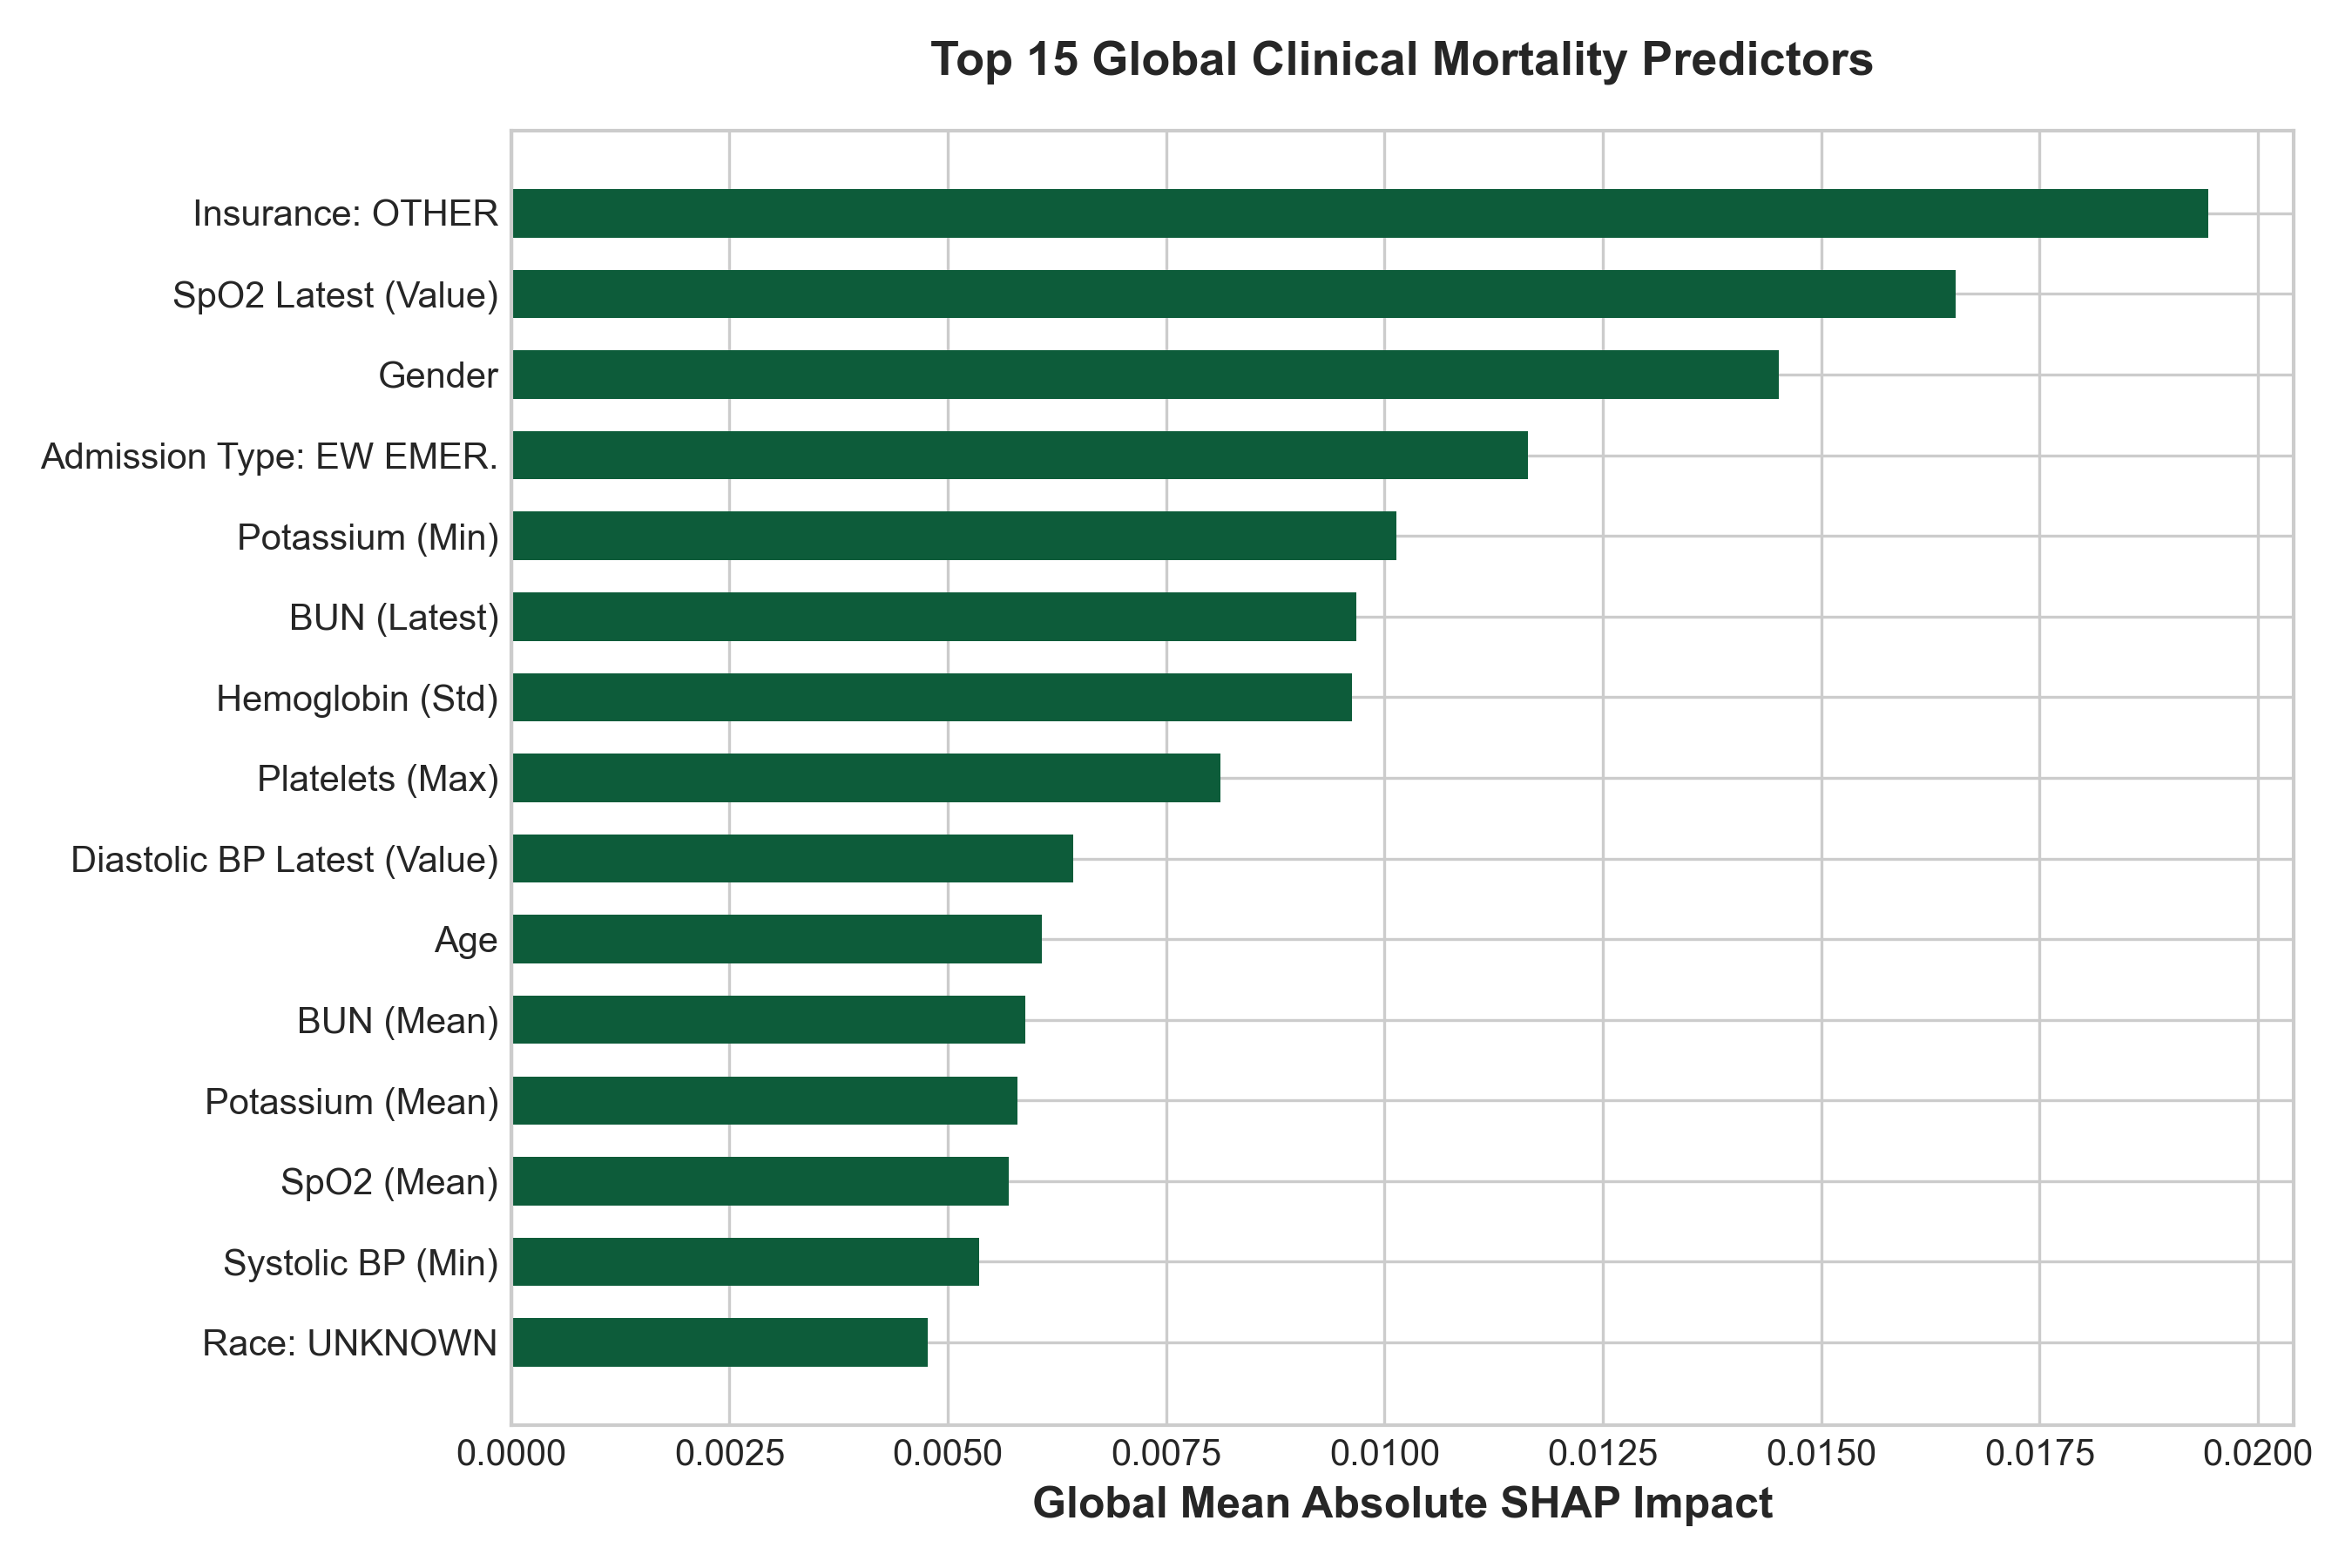 Top 15 Global Clinical Mortality Predictors
Insurance: OTHER
SpO2 Latest (Value)
Gender
Admission Type: EW EMER.
Potassium (Min)
BUN (Latest)
Hemoglobin (Std)
Platelets (Max)
Diastolic BP Latest (Value)
Age
BUN (Mean)
Potassium (Mean)
SpO2 (Mean)
Systolic BP (Min)
Race: UNKNOWN
0.0000 0.0025 0.0050 0.0075 0.0100 0.0125 0.0150 0.0175 0.0200
Global Mean Absolute SHAP Impact